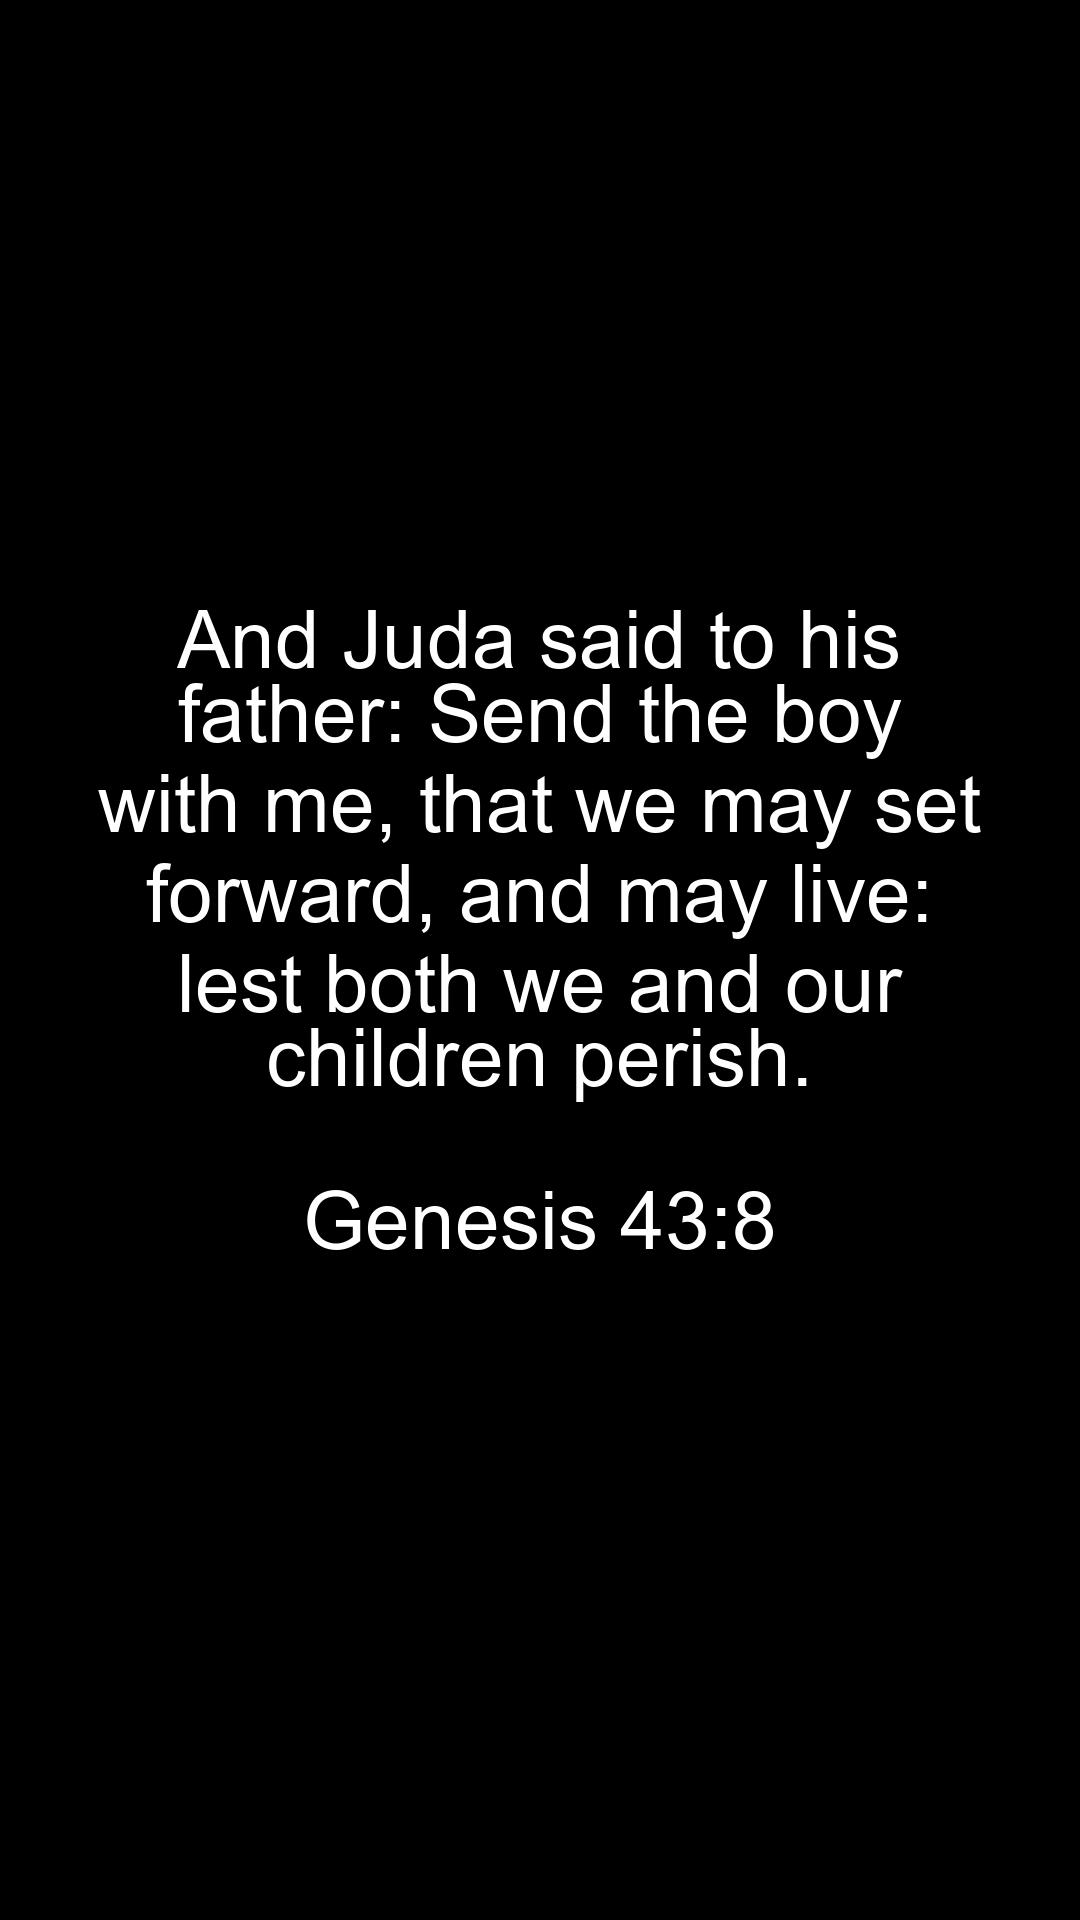 And Juda said to his
father: Send the boy
with me, that we may set
forward, and may live:
lest both we and our
children perish.
Genesis 43:8